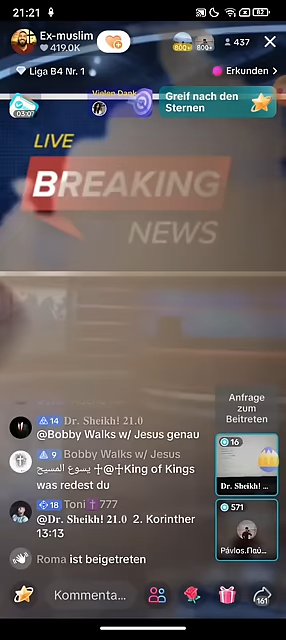 21:21
82
Ex-muslim
419.0K
800+
800+
437
Liga B4 Nr. 1
Erkunden
Vielen Dank
03:07
Greif nach den
Sternen
LIVE
BREAKING
NEWS
Anfrage
zum
Beitreten
14 Dr. Sheikh! 21.0
@Bobby Walks w/ Jesus genau
16
9 Bobby Walks w/ Jesus
يسوع المسيح ✝@✝King of Kings
was redest du
Dr. Sheikh! ...
18 Toni✝777
@Dr. Sheikh! 21.0 2. Korinther
13:13
571
Pávlos.Παύ...
Roma ist beigetreten
Kommenta...
161